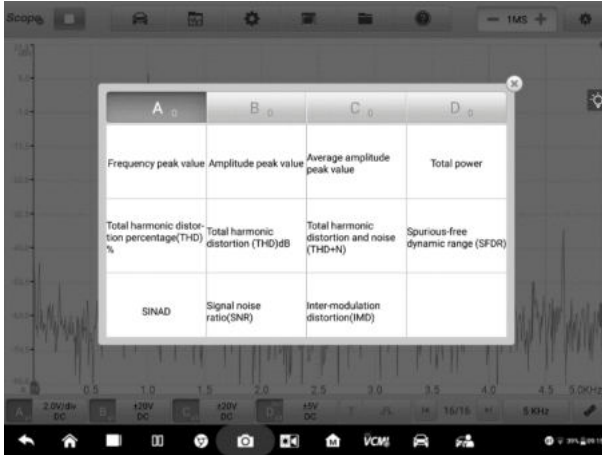 Scope
1MS
A 0
B 0
C 0
D 0
Frequency peak value
Amplitude peak value
Average amplitude
peak value
Total power
Total harmonic distor-
tion percentage(THD)
%
Total harmonic
distortion (THD)dB
Total harmonic
distortion and noise
(THD+N)
Spurious-free
dynamic range (SFDR)
SINAD
Signal noise
ratio(SNR)
Inter-modulation
distortion(IMD)
0.5
1.0
1.5
2.0
2.5
3.0
3.5
4.0
4.5
5.0KHz
A
2.0V/div
DC
B
±20V
DC
C
±20V
DC
D
±5V
DC
16/16
5 KHz
VCMI